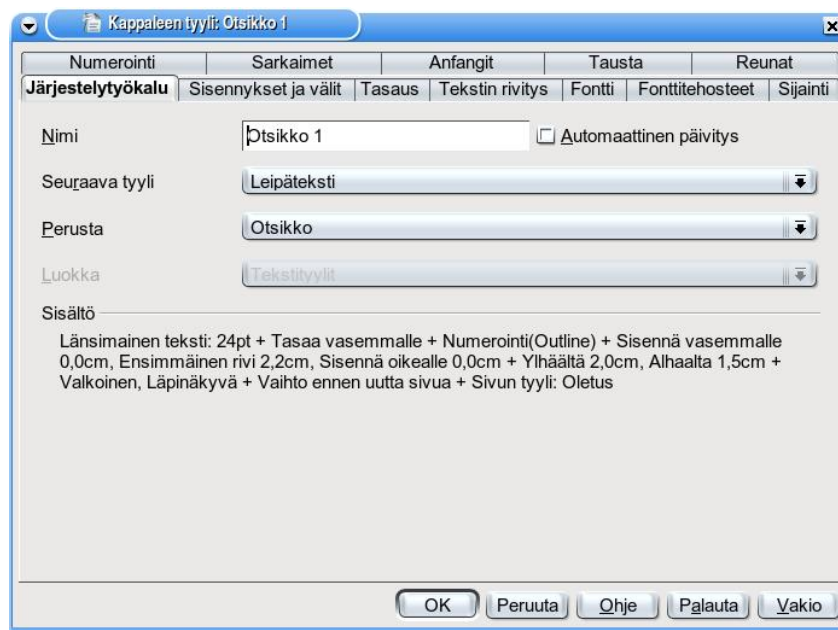 Kappaleen tyyli: Otsikko 1
Numerointi Sarkaimet Anfangit Tausta Reunat
Järjestelytyökalu Sisennykset ja välit Tasaus Tekstin rivitys Fontti Fonttitehosteet Sijainti
Nimi Otsikko 1 Automaattinen päivitys
Seuraava tyyli Leipäteksti
Perusta Otsikko
Luokka Tekstityylit
Sisältö
Länsimainen teksti: 24pt + Tasaa vasemmalle + Numerointi(Outline) + Sisennä vasemmalle
0,0cm, Ensimmäinen rivi 2,2cm, Sisennä oikealle 0,0cm + Ylhäältä 2,0cm, Alhaalta 1,5cm +
Valkoinen, Läpinäkyvä + Vaihto ennen uutta sivua + Sivun tyyli: Oletus
OK Peruuta Ohje Palauta Vakio